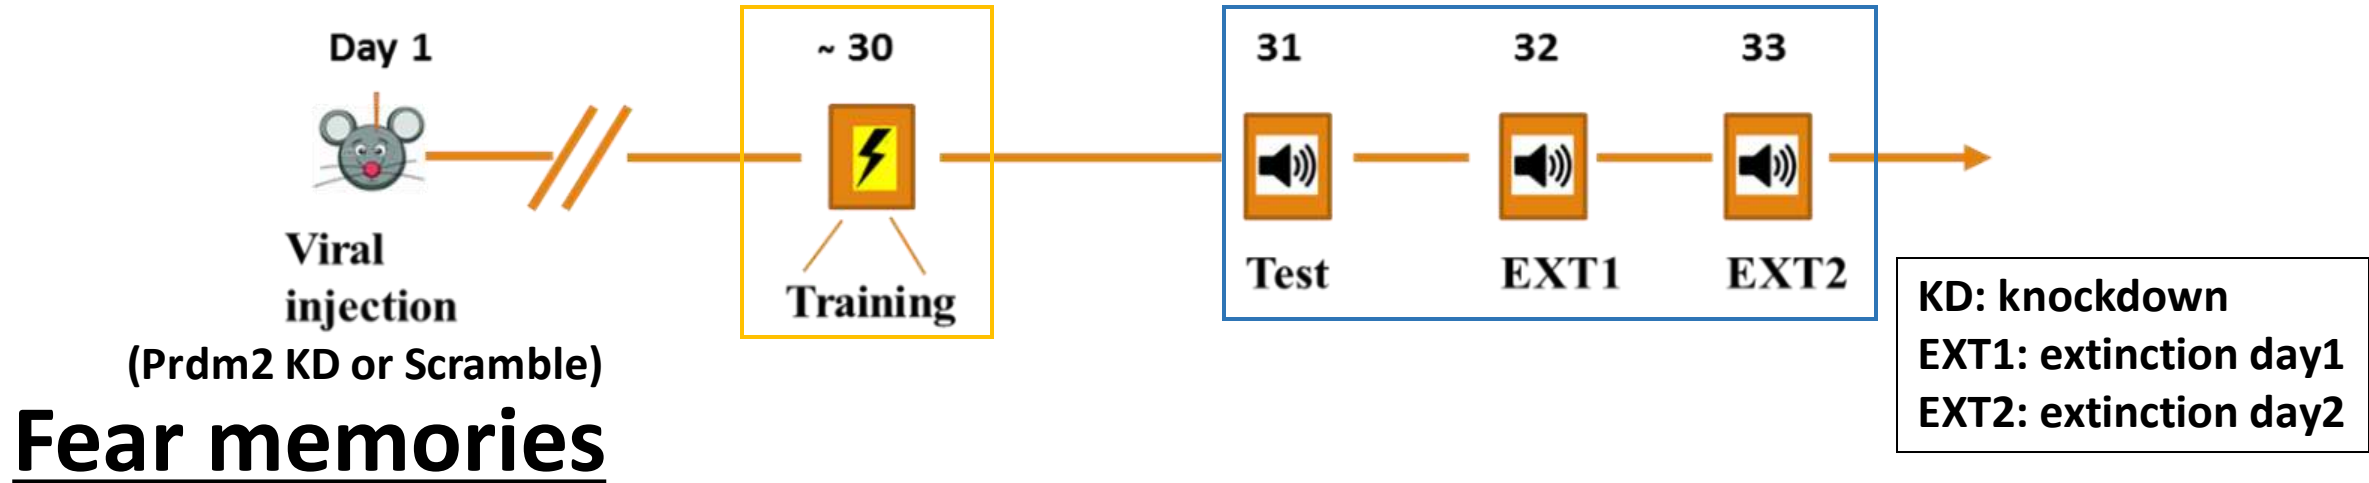 Day 1
~ 30
31
32
33
Viral
injection
(Prdm2 KD or Scramble)
Training
Test
EXT1
EXT2
KD: knockdown
EXT1: extinction day1
EXT2: extinction day2
Fear memories